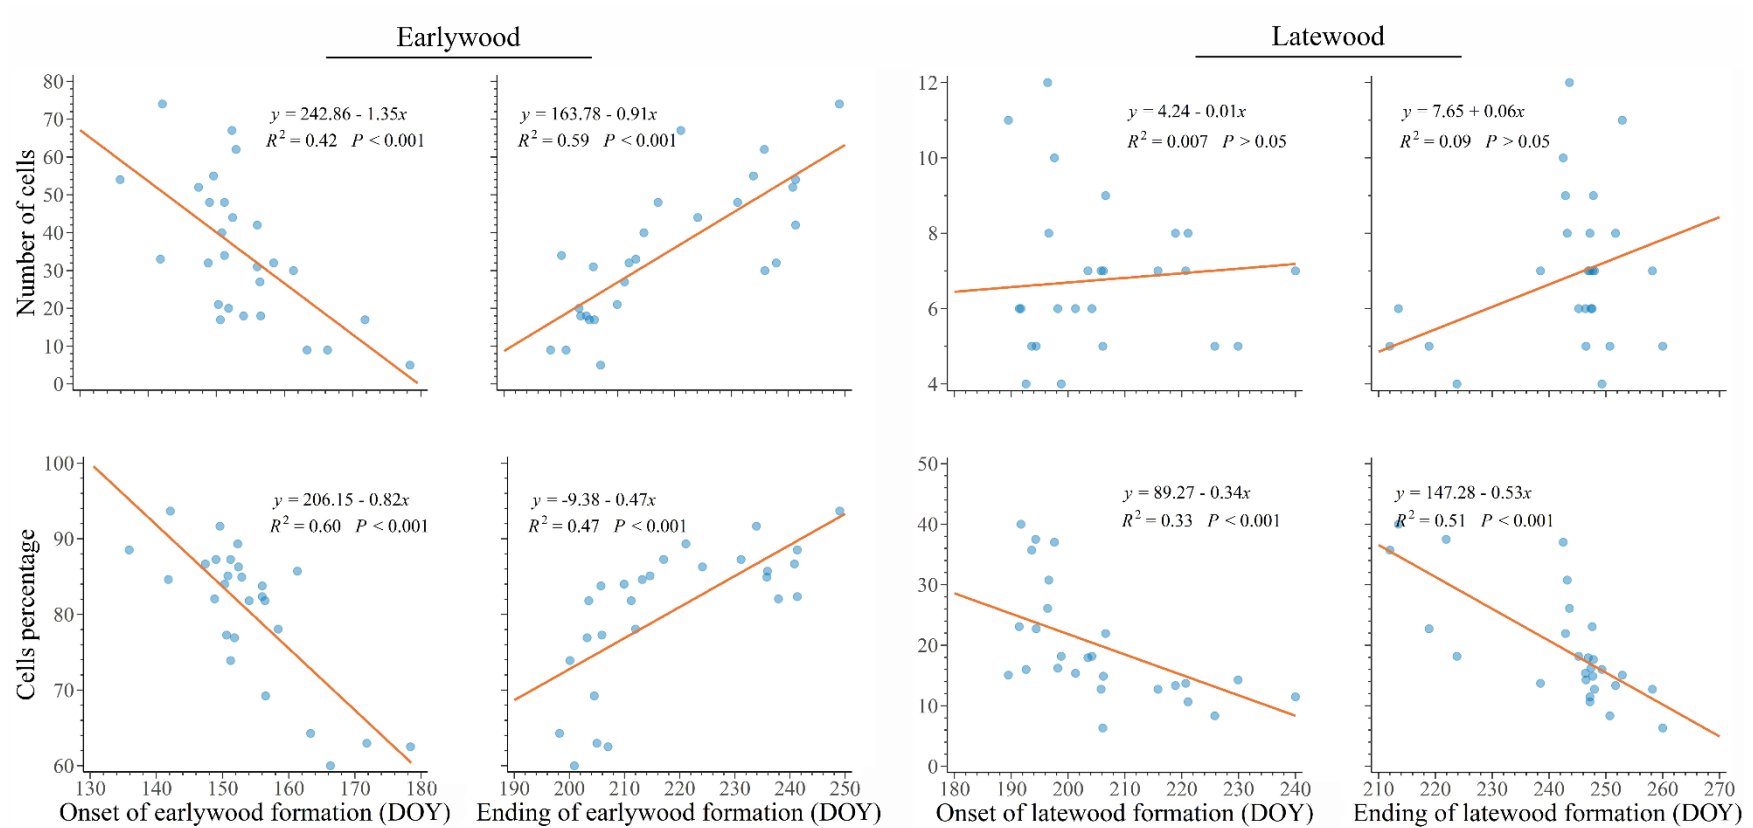 Earlywood
Latewood
Number of cells
80
70
60
50
40
30
20
10
0
y = 242.86 - 1.35x
R² = 0.42 P < 0.001
y = 163.78 - 0.91x
R² = 0.59 P < 0.001
12
10
8
6
4
y = 4.24 - 0.01x
R² = 0.007 P > 0.05
y = 7.65 + 0.06x
R² = 0.09 P > 0.05
Cells percentage
100
90
80
70
60
y = 206.15 - 0.82x
R² = 0.60 P < 0.001
y = -9.38 - 0.47x
R² = 0.47 P < 0.001
50
40
30
20
10
0
y = 89.27 - 0.34x
R² = 0.33 P < 0.001
y = 147.28 - 0.53x
R² = 0.51 P < 0.001
130 140 150 160 170 180
190 200 210 220 230 240 250
180 190 200 210 220 230 240
210 220 230 240 250 260 270
Onset of earlywood formation (DOY)
Ending of earlywood formation (DOY)
Onset of latewood formation (DOY)
Ending of latewood formation (DOY)